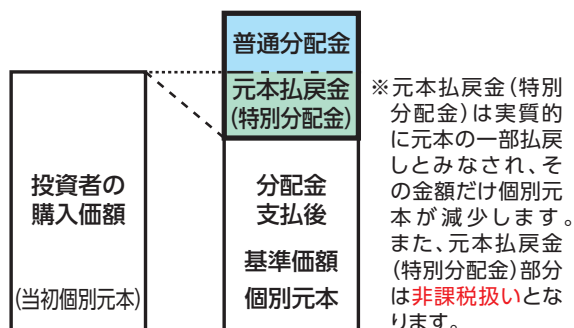 普通分配金
元本払戻金
(特別分配金)
投資者の
購入価額
(当初個別元本)
分配金
支払後
基準価額
個別元本
※元本払戻金(特別
分配金)は実質的
に元本の一部払戻
しとみなされ、そ
の金額だけ個別元
本が減少します。
また、元本払戻金
(特別分配金)部分
は非課税扱いとな
ります。